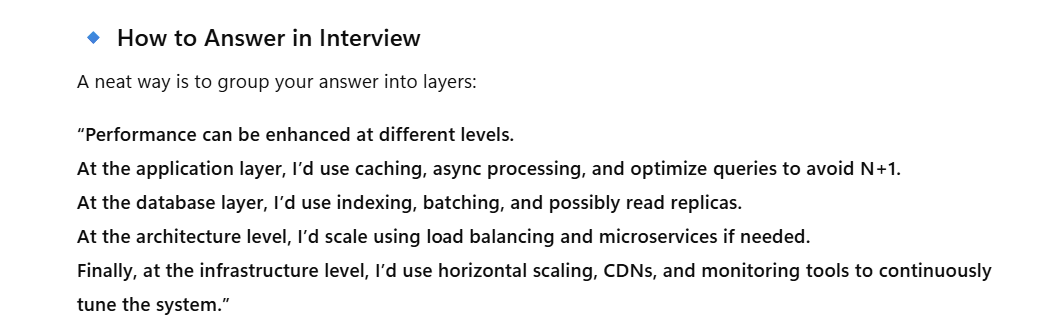 How to Answer in Interview
A neat way is to group your answer into layers:
“Performance can be enhanced at different levels.
At the application layer, I’d use caching, async processing, and optimize queries to avoid N+1.
At the database layer, I’d use indexing, batching, and possibly read replicas.
At the architecture level, I’d scale using load balancing and microservices if needed.
Finally, at the infrastructure level, I’d use horizontal scaling, CDNs, and monitoring tools to continuously
tune the system.”